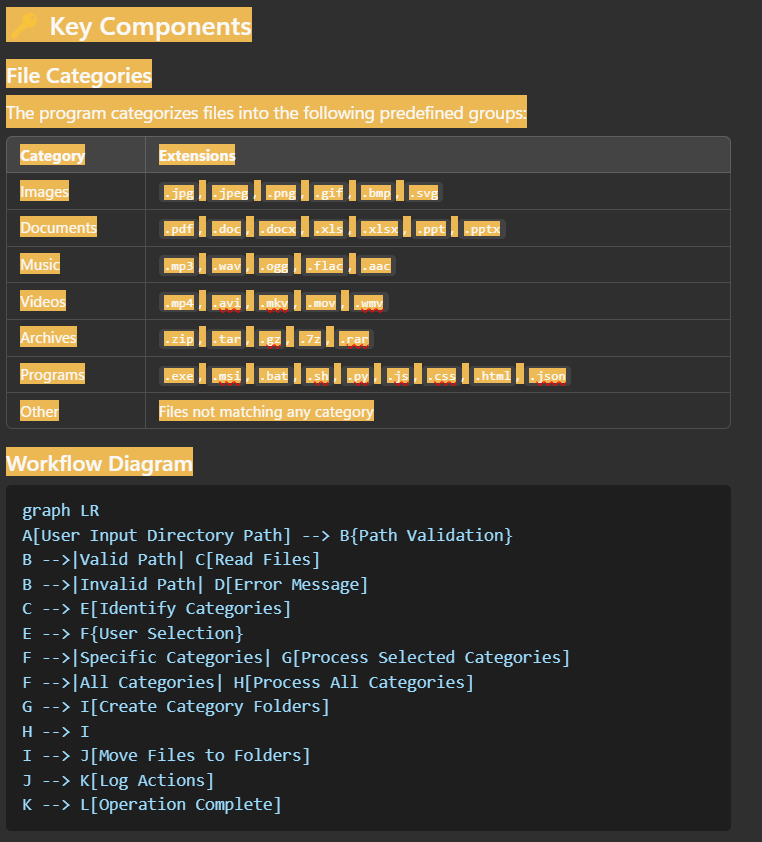 🔑 Key Components
File Categories
The program categorizes files into the following predefined groups:
Category Extensions
Images .jpg, .jpeg, .png, .gif, .bmp, .svg
Documents .pdf, .doc, .docx, .xls, .xlsx, .ppt, .pptx
Music .mp3, .wav, .ogg, .flac, .aac
Videos .mp4, .avi, .mkv, .mov, .wmv
Archives .zip, .tar, .gz, .7z, .rar
Programs .exe, .msi, .bat, .sh, .py, .js, .css, .html, .json
Other Files not matching any category
Workflow Diagram
graph LR
A[User Input Directory Path] --> B{Path Validation}
B -->|Valid Path| C[Read Files]
B -->|Invalid Path| D[Error Message]
C --> E[Identify Categories]
E --> F{User Selection}
F -->|Specific Categories| G[Process Selected Categories]
F -->|All Categories| H[Process All Categories]
G --> I[Create Category Folders]
H --> I
I --> J[Move Files to Folders]
J --> K[Log Actions]
K --> L[Operation Complete]